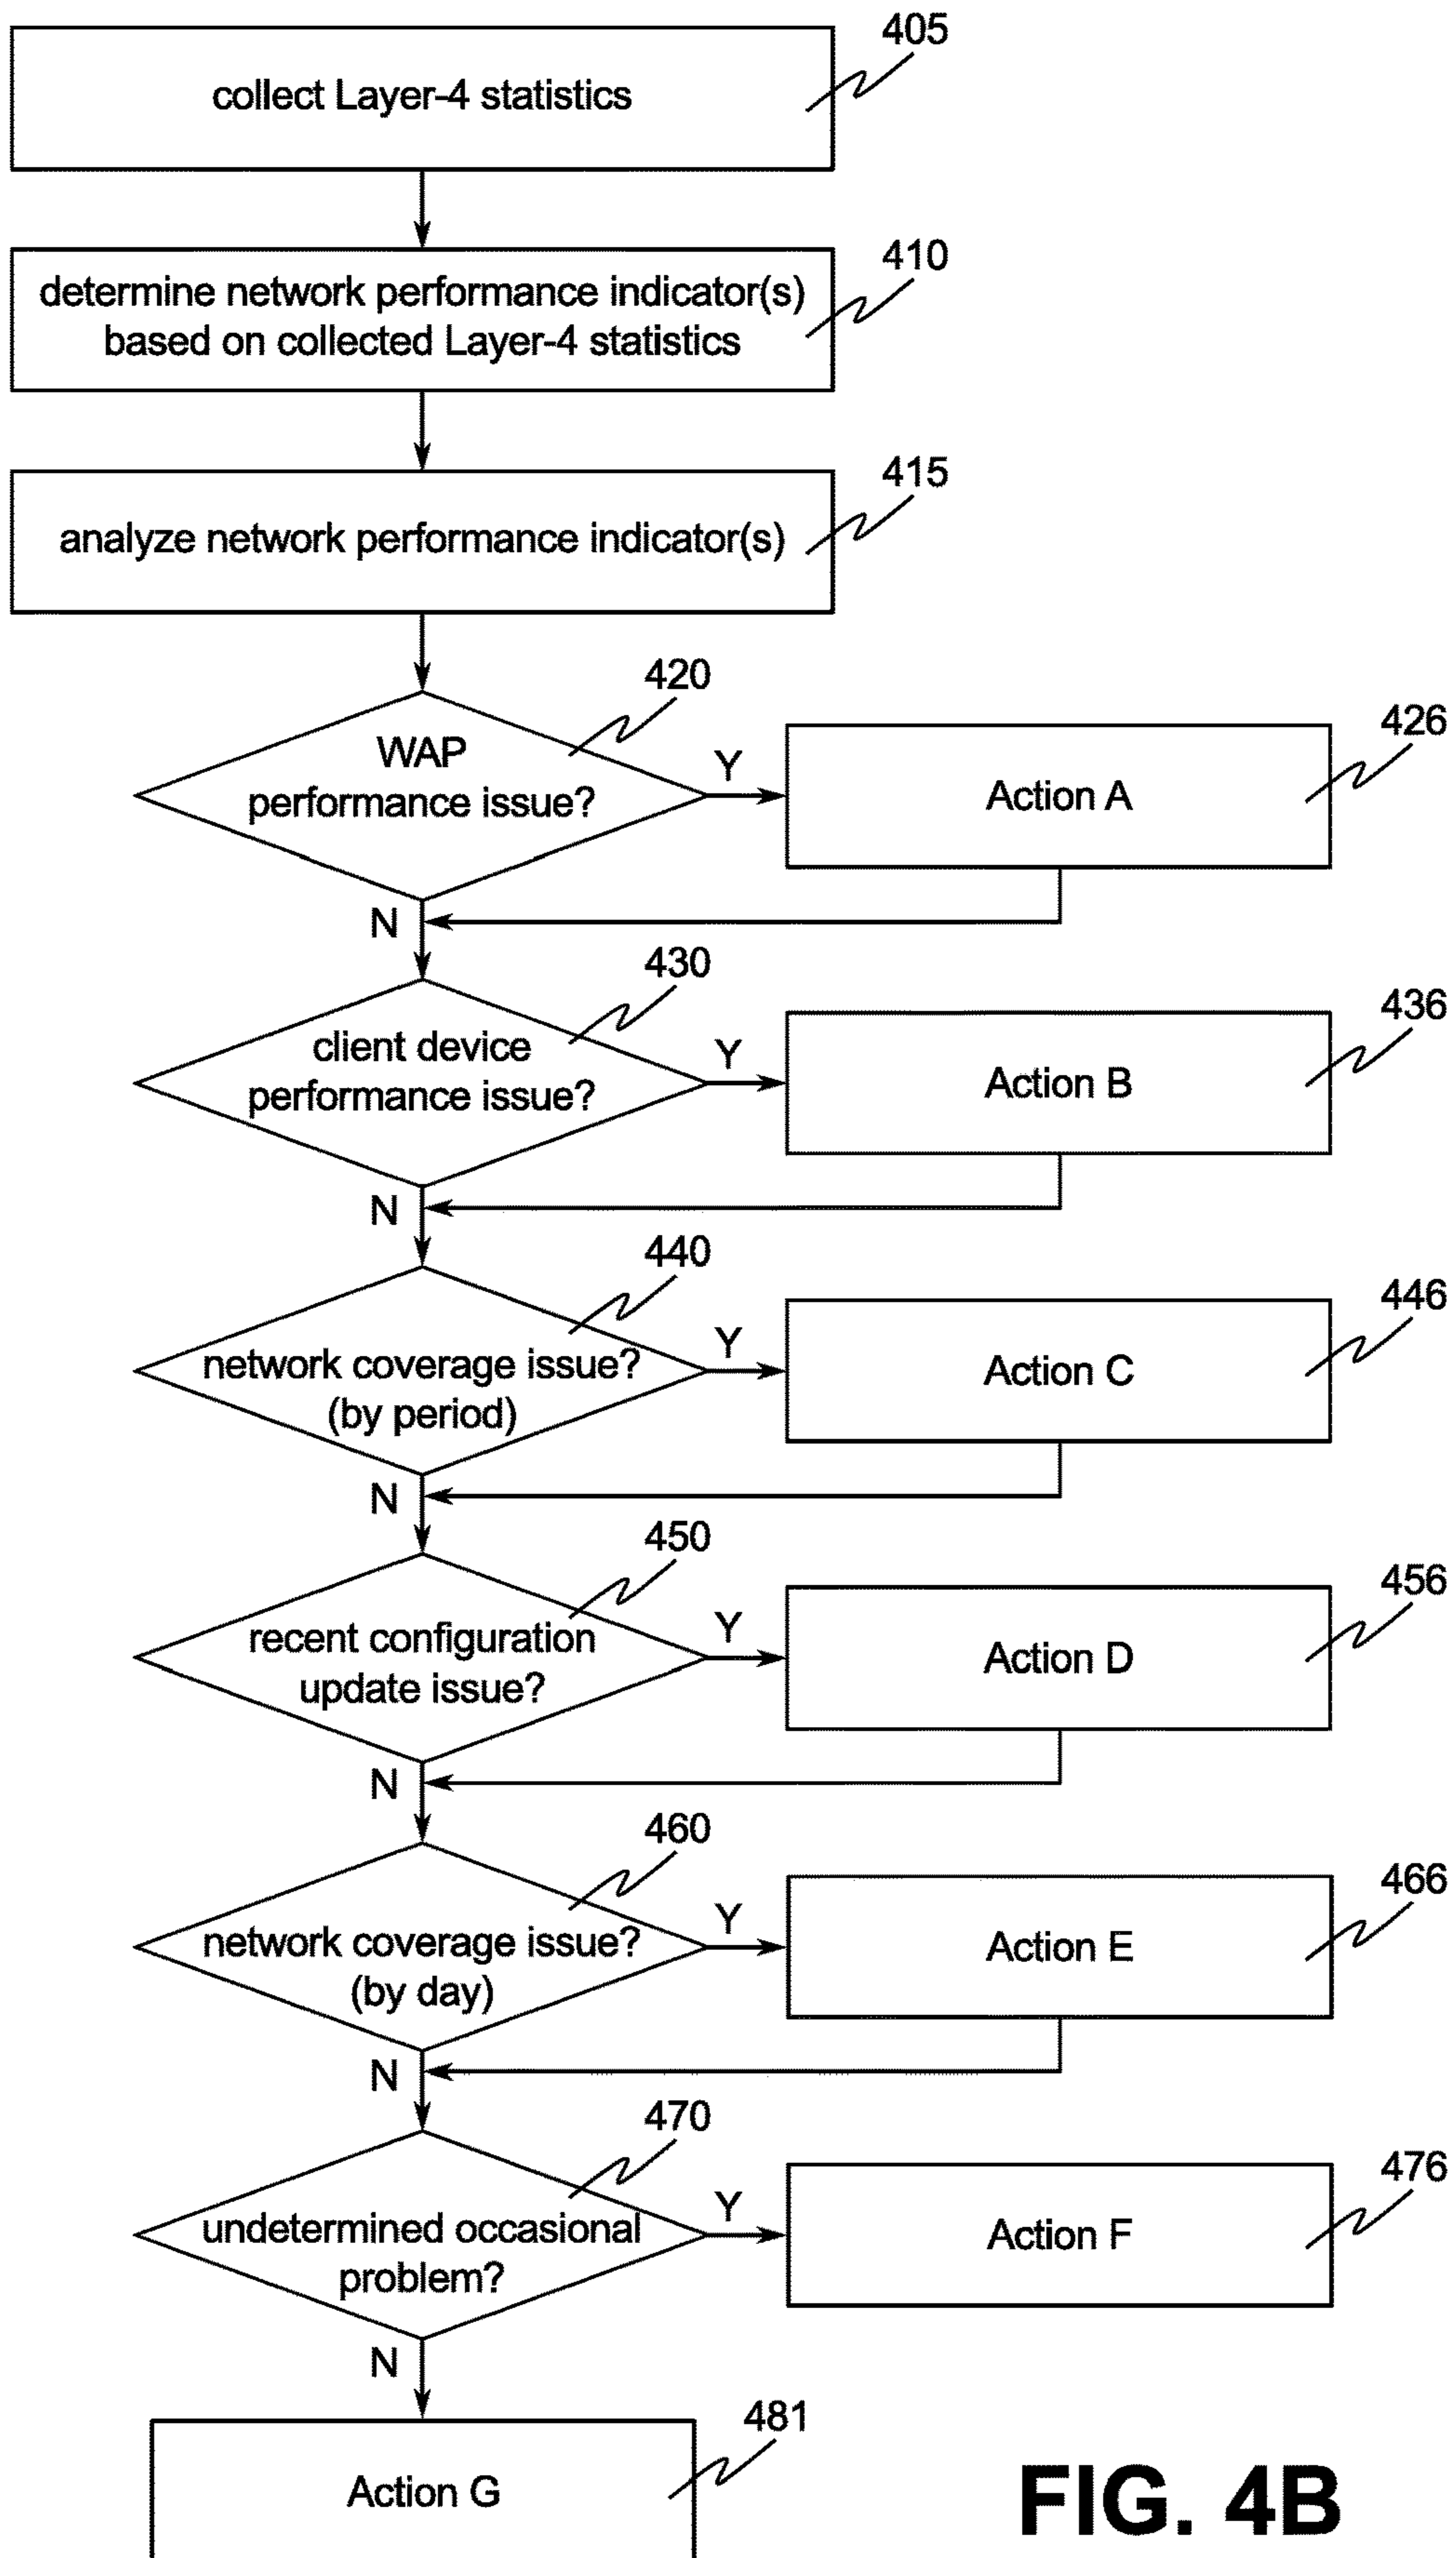 405
collect Layer-4 statistics
410
determine network performance indicator(s)
based on collected Layer-4 statistics
415
analyze network performance indicator(s)
420
WAP
performance issue?
Y
426
Action A
N
430
client device
performance issue?
Y
436
Action B
N
440
network coverage issue?
(by period)
Y
446
Action C
N
450
recent configuration
update issue?
Y
456
Action D
N
460
network coverage issue?
(by day)
Y
466
Action E
N
470
undetermined occasional
problem?
Y
476
Action F
N
481
Action G
FIG. 4B